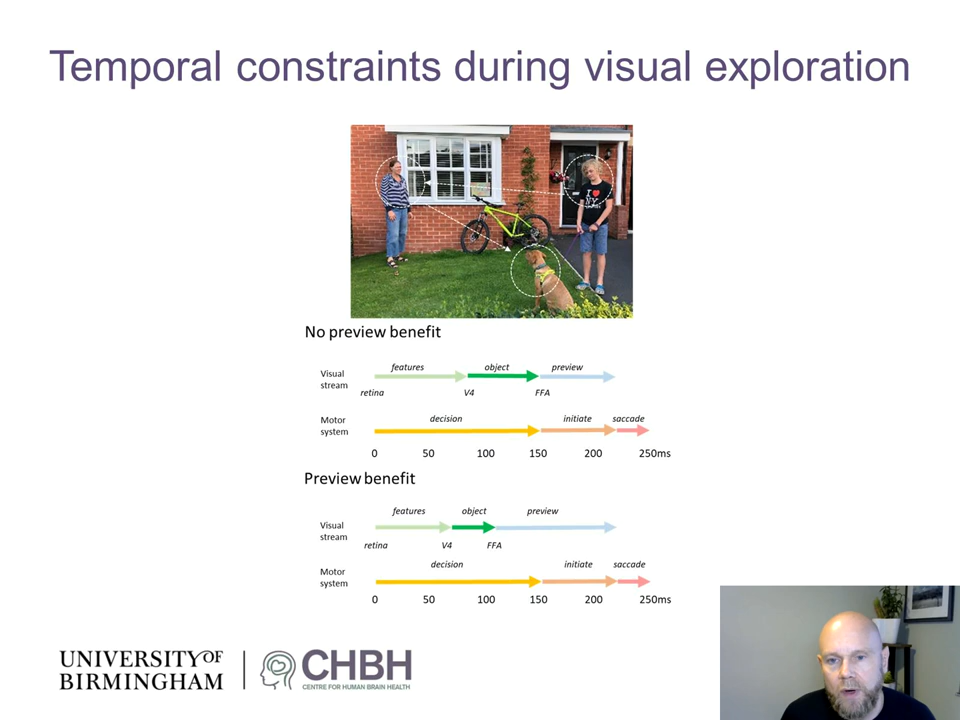 Temporal constraints during visual exploration
I ♥ NY
No preview benefit
features object preview
Visual
stream
retina V4 FFA
decision initiate saccade
Motor
system
0 50 100 150 200 250ms
Preview benefit
features object preview
Visual
stream
retina V4 FFA
decision initiate saccade
Motor
system
0 50 100 150 200 250ms
UNIVERSITY OF
BIRMINGHAM
CHBH
CENTRE FOR HUMAN BRAIN HEALTH